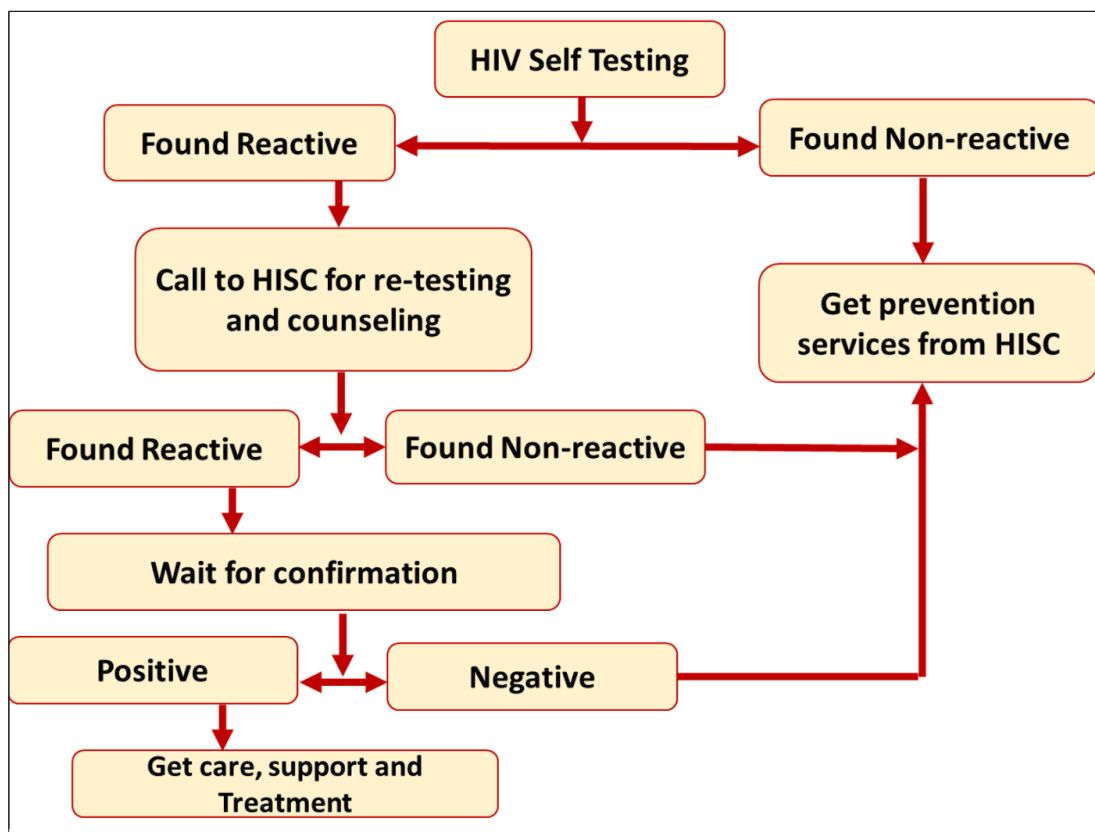 HIV Self Testing
Found Reactive
Found Non-reactive
Call to HISC for re-testing
and counseling
Get prevention
services from HISC
Found Reactive
Found Non-reactive
Wait for confirmation
Positive
Negative
Get care, support and
Treatment